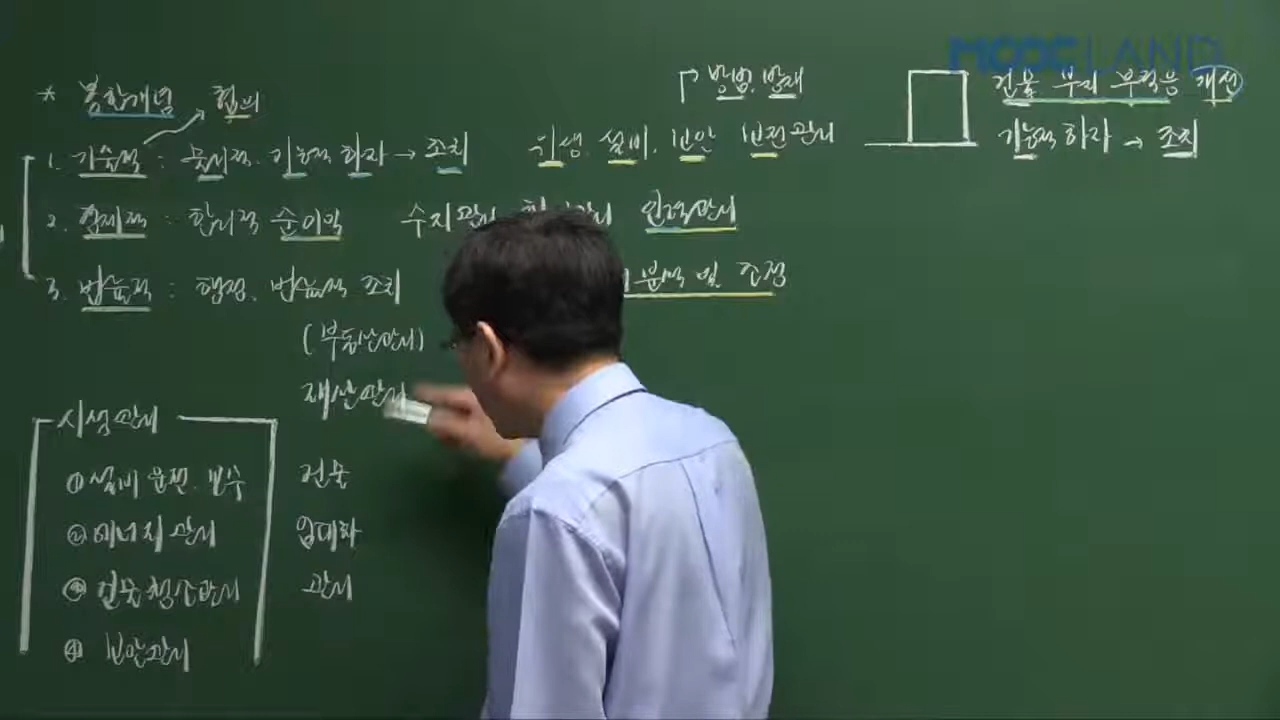 MOOCLAND
* 복합개념 → 협의
1. 기술적 : 물리적. 기능적 하자 → 조치 위생. 설비. 보안 보전관리
방범. 방재
2. 경제적 : 합리적 순이익 수지관리 인력관리
3. 법률적 : 행정. 법률적 조치 분석 및 조정
(부동산관리)
재산관리
시설관리
① 설비 운전. 보수
② 에너지 관리
③ 건물청소관리
④ 보안관리
건물
임대차
관리
건물 부지 부적응 개선
기능적 하자 → 조치